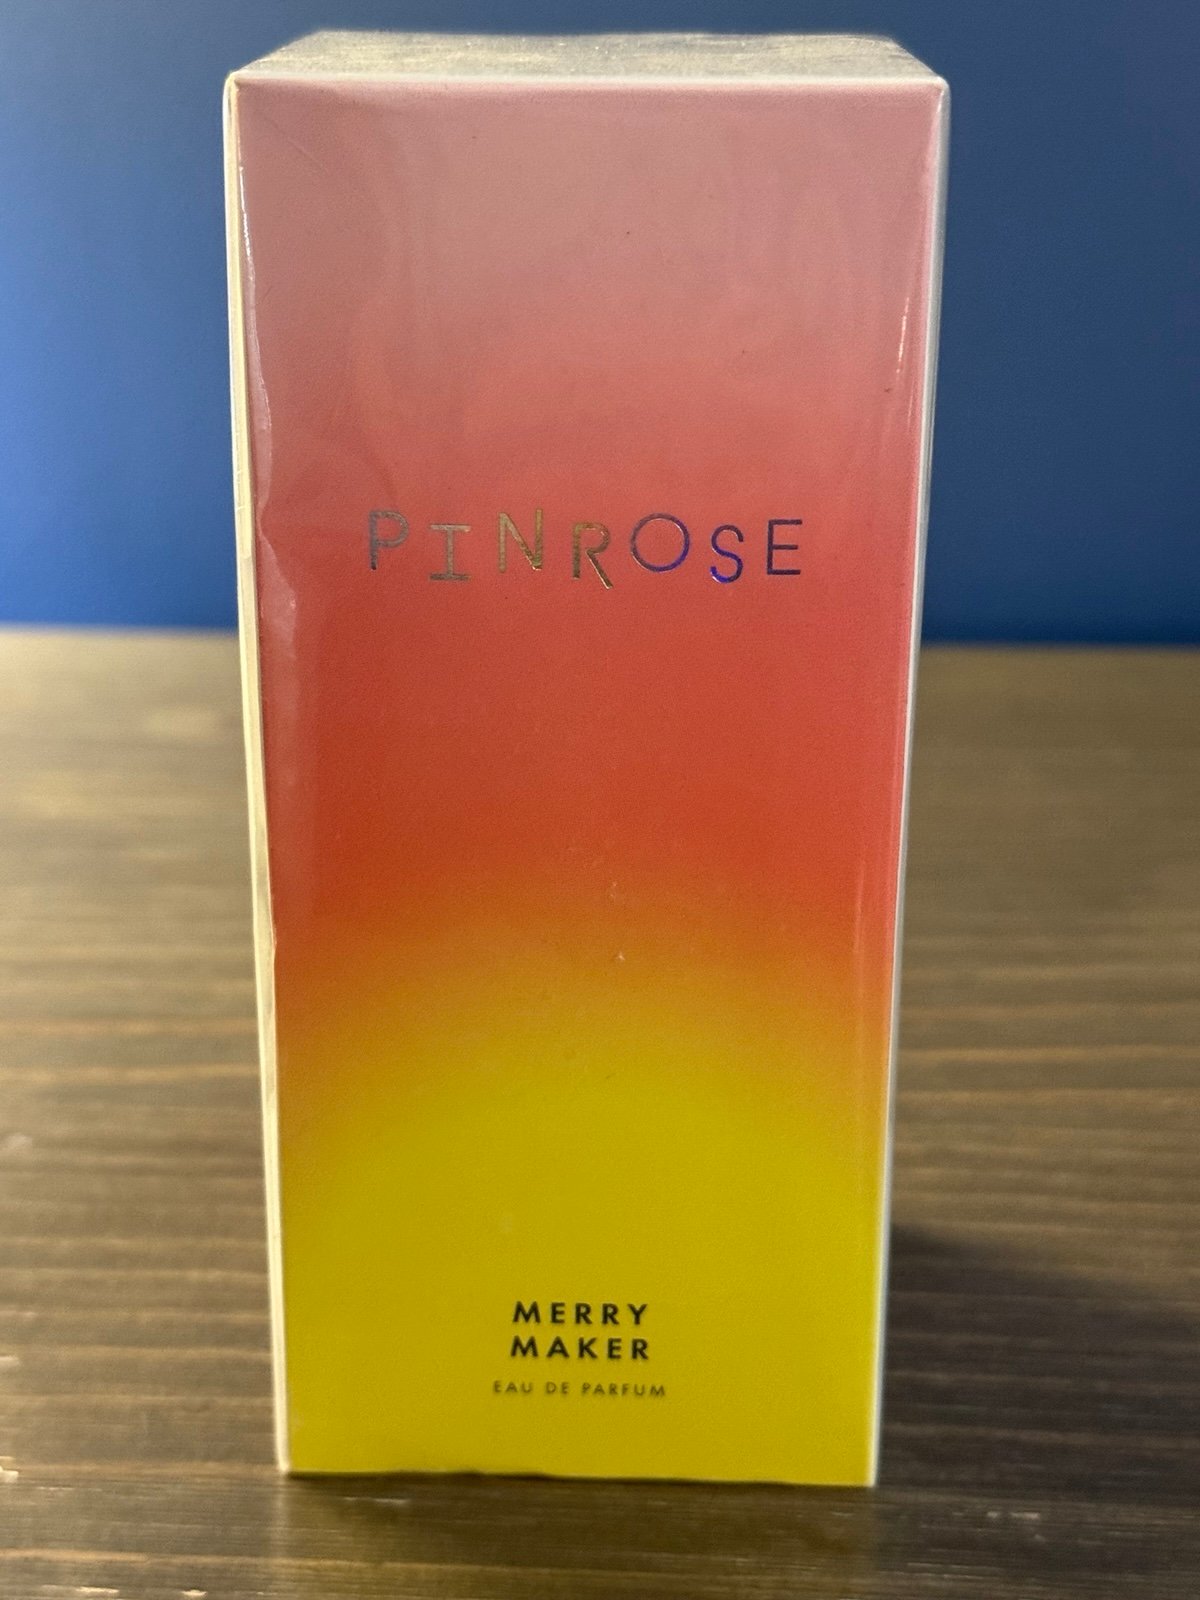 PINROSE
MERRY
MAKER
EAU DE PARFUM